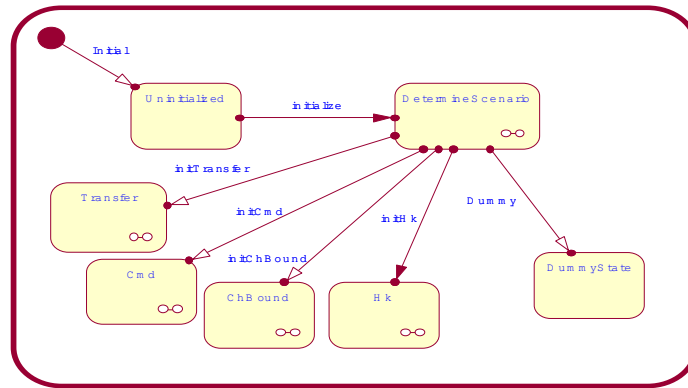 Initial
Uninitialized
initialize
DetermineScenario
initTransfer
Transfer
initCmd
initHk
Dummy
initChBound
Cmd
ChBound
Hk
DummyState